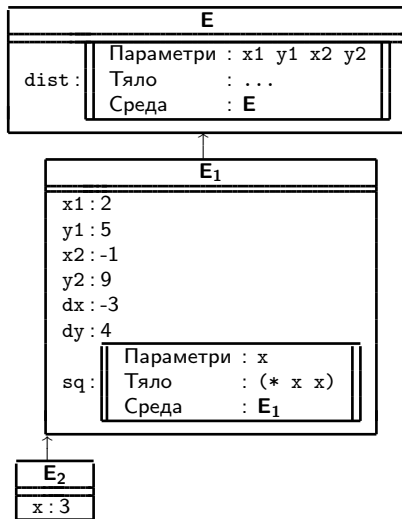 E
Параметри : x1 y1 x2 y2
dist : Тяло : ...
Среда : E
E₁
x1 : 2
y1 : 5
x2 : -1
y2 : 9
dx : -3
dy : 4
Параметри : x
sq : Тяло : (* x x)
Среда : E₁
E₂
x : 3